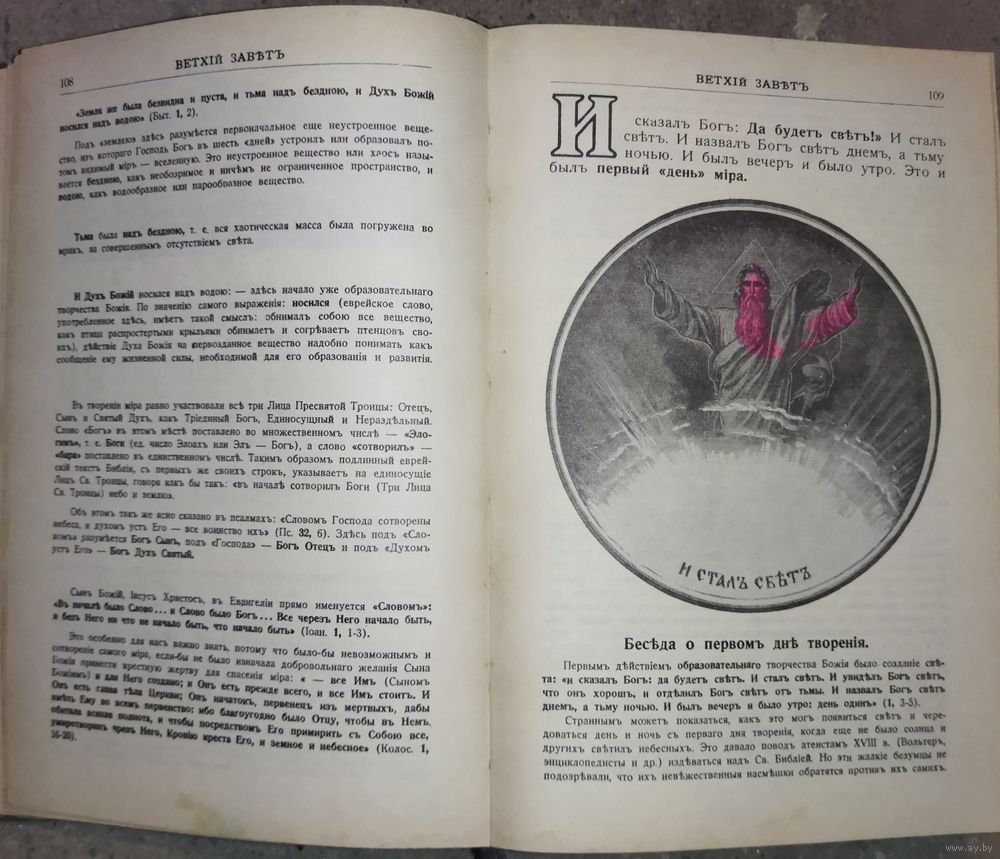 108
ВЕТХІЙ ЗАВѢТЪ
«Земля же была безвидна и пуста, и тьма надъ бездною, и Духъ Божій
носился надъ водою» (Быт. 1, 2).
Подъ «землею» здѣсь разумѣется первоначальное еще неустроенное веще-
ство, изъ котораго Господь Богъ въ шесть «дней» устроилъ или образовалъ по-
томъ видимый міръ — вселенную. Это неустроенное вещество или хаосъ назы-
вается бездною, какъ необозримое и ничѣмъ не ограниченное пространство, и
водою, какъ водообразное или парообразное вещество.
Тьма была надъ бездною, т. е. вся хаотическая масса была погружена во
мракъ, за совершеннымъ отсутствіемъ свѣта.
И Духъ Божій носился надъ водою: — здѣсь начало уже образовательнаго
творчества Божія. По значенію самого выраженія: носился (еврейское слово,
употребленное здѣсь, имѣетъ такой смыслъ: обнималъ собою все вещество,
какъ птица распростертыми крыльями обнимаетъ и согрѣваетъ птенцовъ сво-
ихъ), дѣйствіе Духа Божія на первозданное вещество надобно понимать какъ
сообщеніе ему жизненной силы, необходимой для его образованія и развитія.
Въ твореніи міра равно участвовали всѣ три Лица Пресвятой Троицы: Отецъ,
Сынъ и Святый Духъ, какъ Тріединый Богъ, Единосущный и Нераздѣльный.
Слово «Богъ» въ этомъ мѣстѣ поставлено во множественномъ числѣ — «Эло-
гимъ», т. е. Боги (ед. число Элоахъ или Элъ — Богъ), а слово «сотворилъ» —
«бара» поставлено въ единственномъ числѣ. Такимъ образомъ подлинный еврей-
скій текстъ Библіи, съ первыхъ же своихъ строкъ, указываетъ на единосущіе
Лицъ Св. Троицы, говоря какъ бы такъ: «въ началѣ сотворилъ Боги (Три Лица
Св. Троицы) небо и землю».
Объ этомъ такъ же ясно сказано въ псалмахъ: «Словомъ Господа сотворены
небеса, и духомъ устъ Его — все воинство ихъ» (Пс. 32, 6). Здѣсь подъ «Сло-
вомъ» разумѣется Богъ Сынъ, подъ «Господа» — Богъ Отецъ и подъ «Духомъ
устъ Его» — Богъ Духъ Святый.
Сынъ Божій, Іисусъ Христосъ, въ Евангеліи прямо именуется «Словомъ»:
«Въ началѣ было Слово... и Слово было Богъ... Все черезъ Него начало быть,
и безъ Него ни что не начало быть, что начало быть» (Іоан. 1, 1-3).
Это особенно для насъ важно знать, потому что было-бы невозможнымъ и
сотвореніе самого міра, если-бы не было изначала добровольнаго желанія Сына
Божія принести крестную жертву для спасенія міра: « — все Имъ (Сыномъ
Божіимъ) и для Него создано; и Онъ есть прежде всего, и все Имъ стоитъ. И
Онъ есть глава тѣла Церкви; Онъ начатокъ, первенецъ изъ мертвыхъ, дабы
имѣть Ему во всемъ первенство: ибо благоугодно было Отцу, чтобы въ Немъ
обитала всякая полнота, и чтобы посредствомъ Его примирить съ Собою все,
умиротворивъ чрезъ Него, Кровію креста Его, и земное и небесное» (Колос. 1,
16-20).
ВЕТХІЙ ЗАВѢТЪ
109
И сказалъ Богъ: Да будетъ свѣтъ!» И сталъ
свѣтъ. И назвалъ Богъ свѣтъ днемъ, а тьму
ночью. И былъ вечеръ и было утро. Это и
былъ первый «день» міра.
И СТАЛЪ СВѢТЪ
Бесѣда о первомъ днѣ творенія.
Первымъ дѣйствіемъ образовательнаго творчества Божія было созданіе свѣ-
та: «и сказалъ Богъ: да будетъ свѣтъ. И сталъ свѣтъ. И увидѣлъ Богъ свѣтъ,
что онъ хорошъ, и отдѣлилъ Богъ свѣтъ отъ тьмы. И назвалъ Богъ свѣтъ
днемъ, а тьму ночью. И былъ вечеръ и было утро: день одинъ» (1, 3-5).
Страннымъ можетъ показаться, какъ это могъ появиться свѣтъ и чере-
доваться день и ночь съ перваго дня творенія, когда еще не было солнца и
другихъ свѣтилъ небесныхъ. Это давало поводъ атеистамъ XVIII в. (Вольтеръ,
энциклопедисты и др.) издѣваться надъ Св. Библіей. Но эти жалкіе безумцы не
подозрѣвали, что ихъ невѣжественныя насмѣшки обратятся противъ ихъ самихъ.
www.ay.by